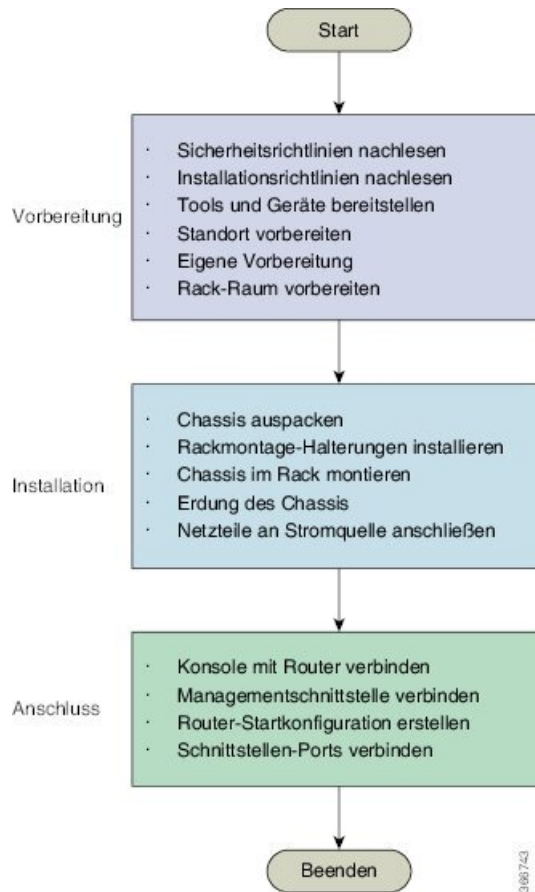 Start
Vorbereitung
· Sicherheitsrichtlinien nachlesen
· Installationsrichtlinien nachlesen
· Tools und Geräte bereitstellen
· Standort vorbereiten
· Eigene Vorbereitung
· Rack-Raum vorbereiten
Installation
· Chassis auspacken
· Rackmontage-Halterungen installieren
· Chassis im Rack montieren
· Erdung des Chassis
· Netzteile an Stromquelle anschließen
Anschluss
· Konsole mit Router verbinden
· Managementschnittstelle verbinden
· Router-Startkonfiguration erstellen
· Schnittstellen-Ports verbinden
Beenden
366743